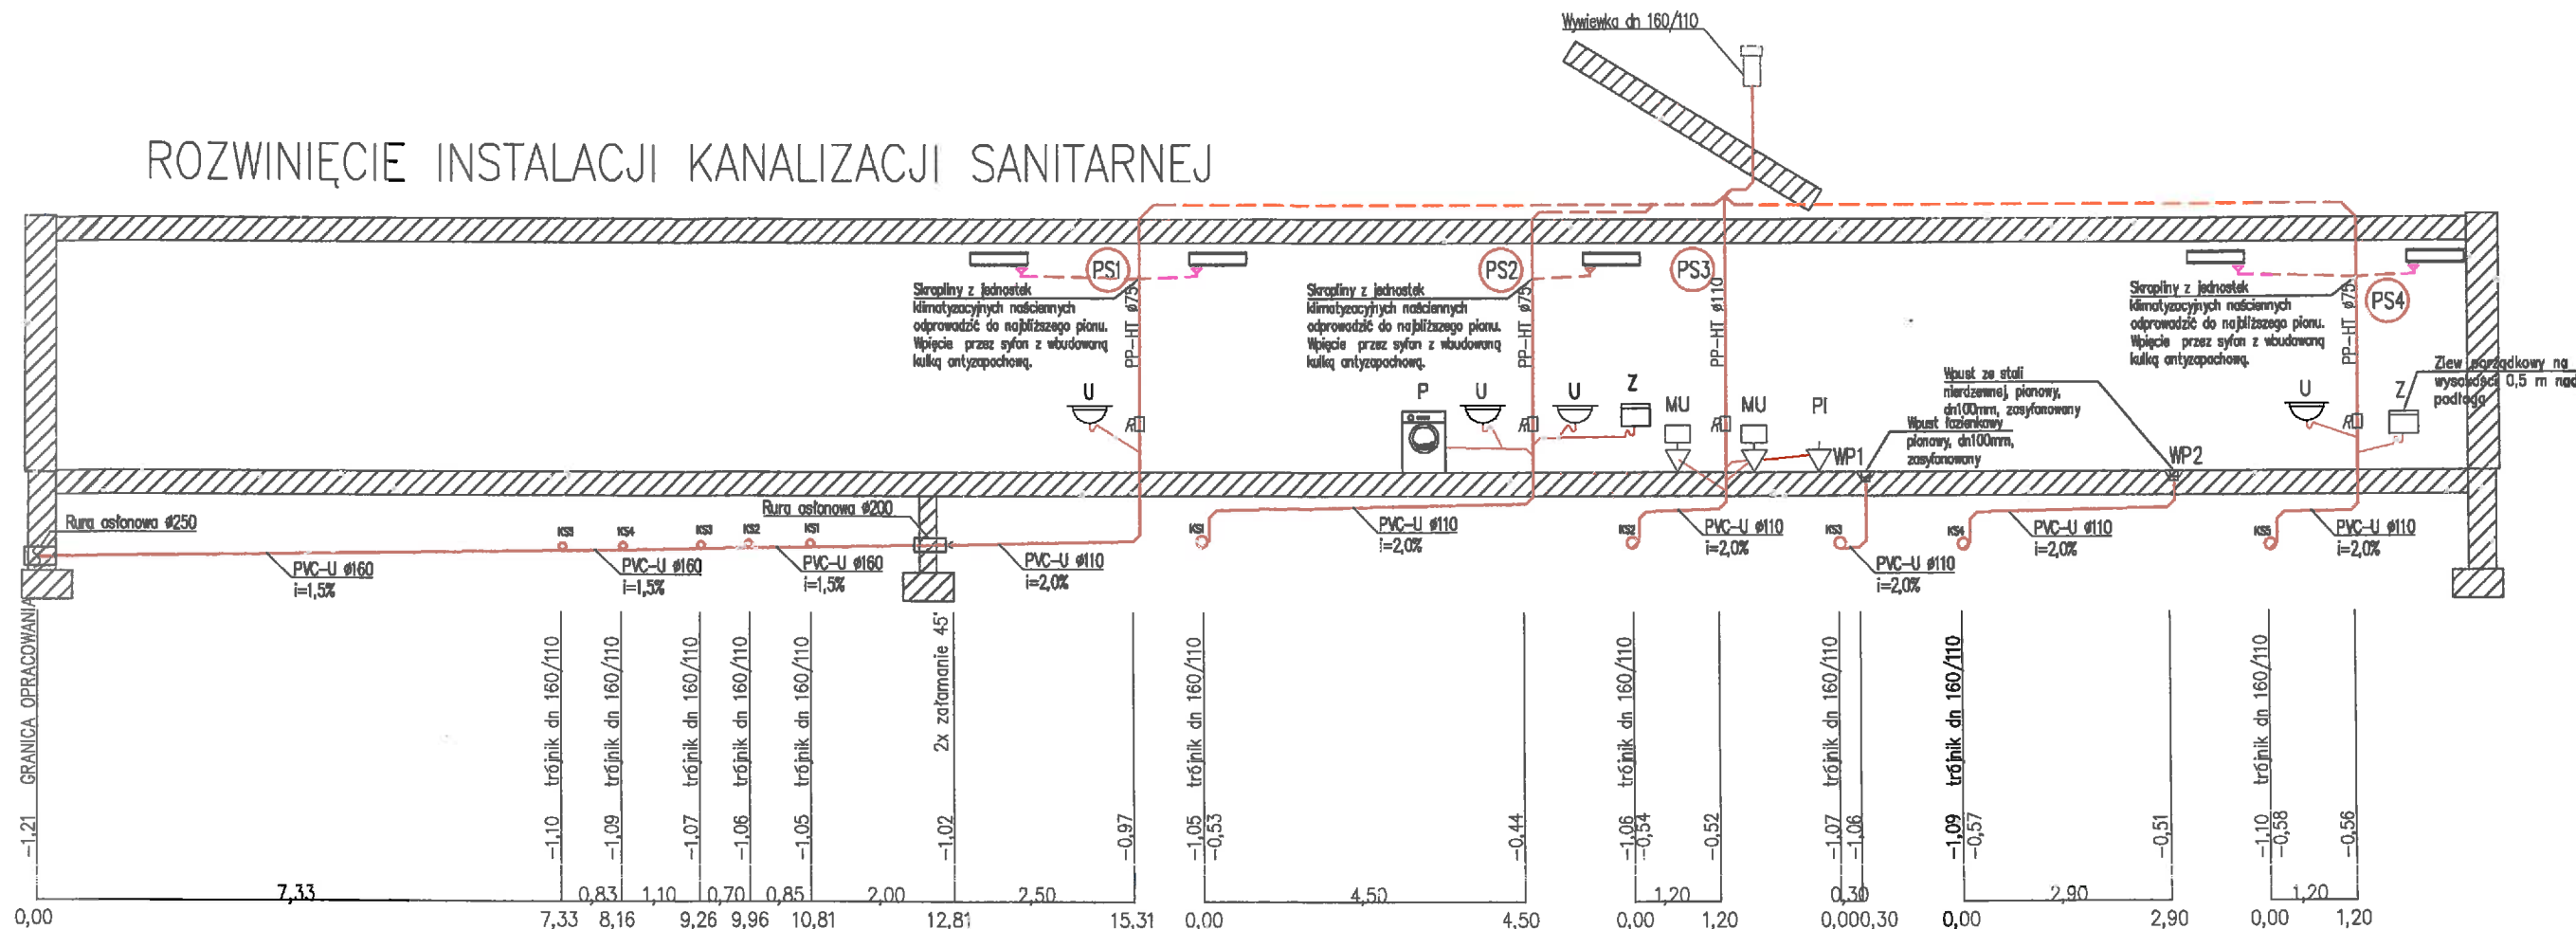 Wywiewka dn 160/110
ROZWINIĘCIE INSTALACJI KANALIZACJI SANITARNEJ
PS1
PS2
PS3
PS4
Skropliny z jednostek
klimatyzacyjnych naściennych
odprowadzić do najbliższego pionu.
Wpięcie przez syfon z wbudowaną
kulką antyzapachową.
PP-HT ø75
Skropliny z jednostek
klimatyzacyjnych naściennych
odprowadzić do najbliższego pionu.
Wpięcie przez syfon z wbudowaną
kulką antyzapachową.
PP-HT ø75
PP-HT ø110
Skropliny z jednostek
klimatyzacyjnych naściennych
odprowadzić do najbliższego pionu.
Wpięcie przez syfon z wbudowaną
kulką antyzapachową.
PP-HT ø75
Zlew porządkowy na
wysokości 0,5 m nad
podłogą
Wpust ze stali
nierdzewnej, pionowy,
dn100mm, zasyfonowany
Wpust łazienkowy
pionowy, dn100mm,
zasyfonowany
U
R
P
U
R
U
Z
MU
R
MU
PI
WP1
WP2
U
R
Z
Rura osłonowa ø250
Rura osłonowa ø200
KS5
KS4
KS3
KS2
KS1
KS1
KS2
KS3
KS4
KS5
PVC-U ø160
i=1,5%
PVC-U ø160
i=1,5%
PVC-U ø160
i=1,5%
PVC-U ø110
i=2,0%
PVC-U ø110
i=2,0%
PVC-U ø110
i=2,0%
PVC-U ø110
i=2,0%
PVC-U ø110
i=2,0%
PVC-U ø110
i=2,0%
-1,21 GRANICA OPRACOWANIA
-1,10 trójnik dn 160/110
-1,09 trójnik dn 160/110
-1,07 trójnik dn 160/110
-1,06 trójnik dn 160/110
-1,05 trójnik dn 160/110
-1,02 2x załamanie 45°
-0,97
-1,05 trójnik dn 160/110
-0,53
-0,44
-1,06 trójnik dn 160/110
-0,54
-0,52
-1,07 trójnik dn 160/110
-1,06
-1,09 trójnik dn 160/110
-0,57
-0,51
-1,10 trójnik dn 160/110
-0,58
-0,56
7,33 0,83 1,10 0,70 0,85 2,00 2,50 4,50 1,20 0,30 2,90 1,20
0,00 7,33 8,16 9,26 9,96 10,81 12,81 15,31 0,00 4,50 0,00 1,20 0,00 0,30 0,00 2,90 0,00 1,20